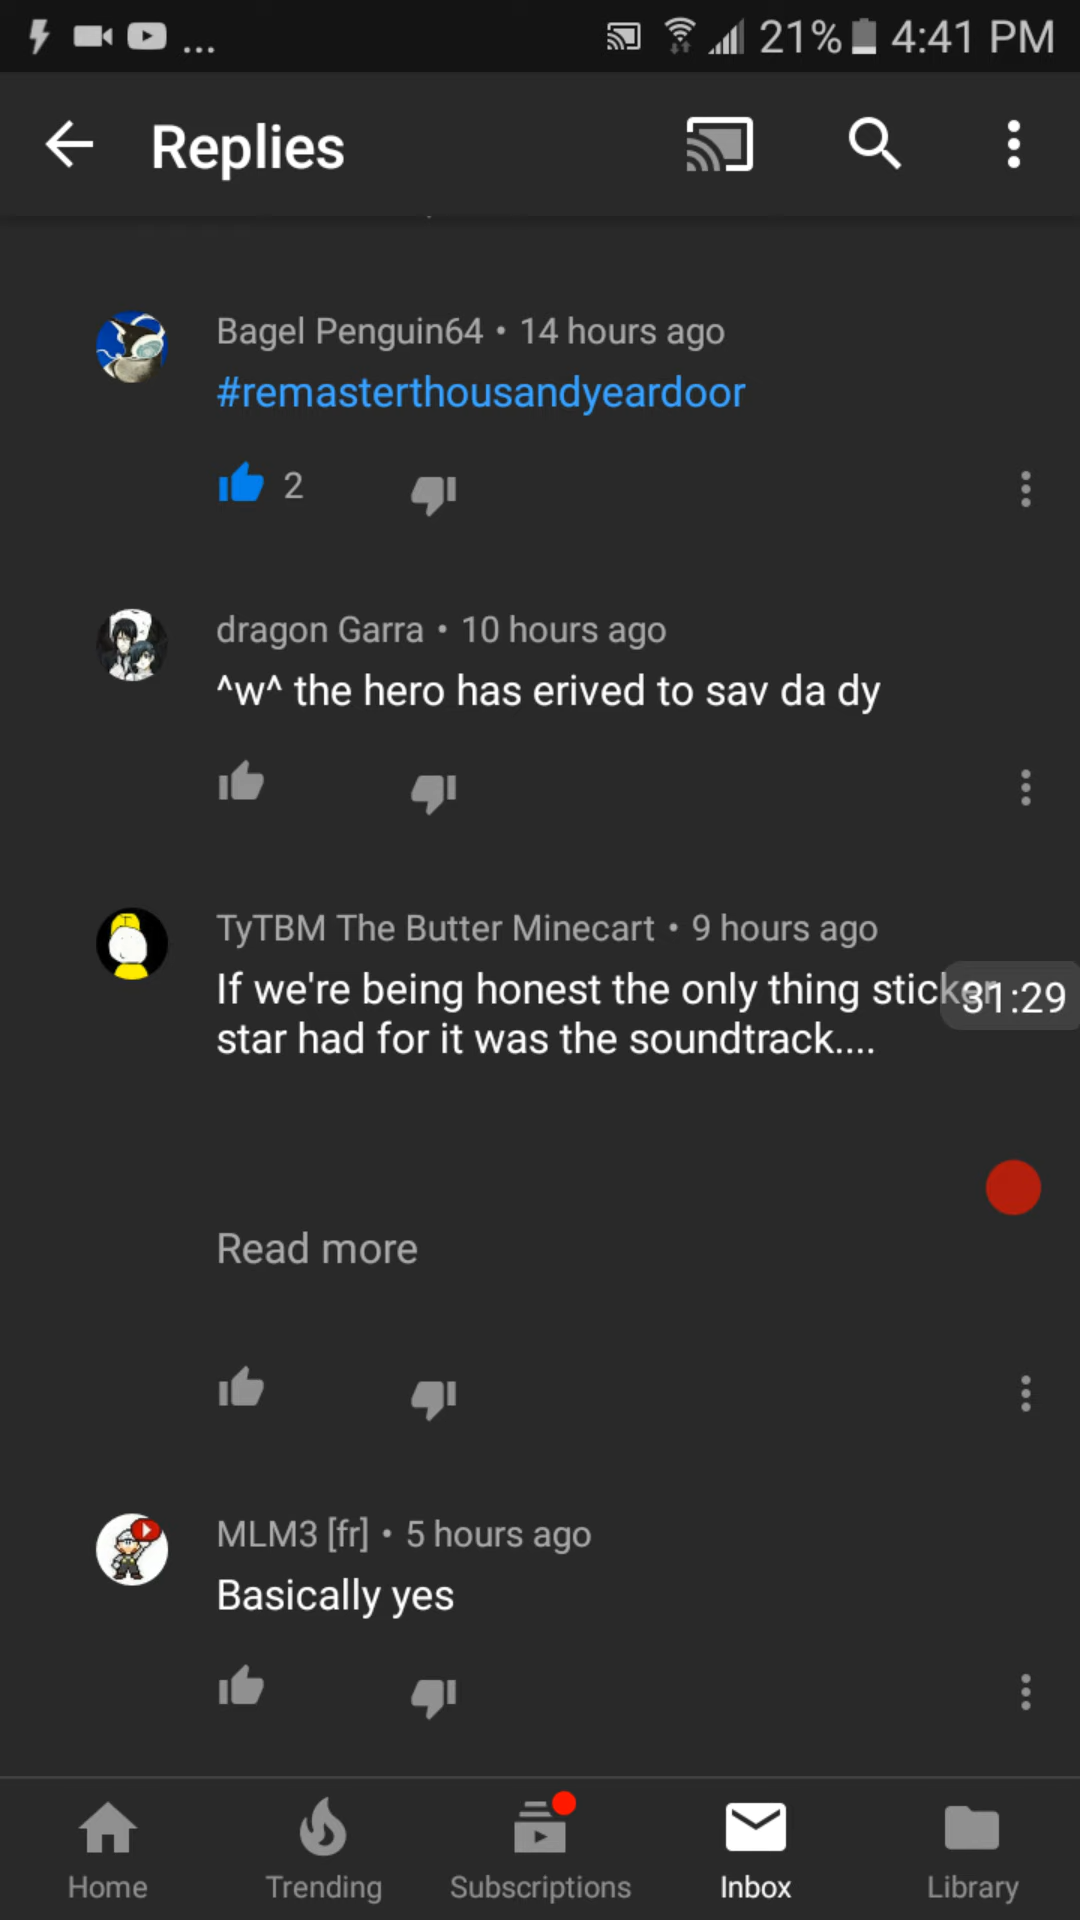 ... 21% 4:41 PM
Replies
Bagel Penguin64 • 14 hours ago
#remasterthousandyeardoor
2
dragon Garra • 10 hours ago
^w^ the hero has erived to sav da dy
TyTBM The Butter Minecart • 9 hours ago
If we're being honest the only thing sticker
31:29
star had for it was the soundtrack....
Read more
MLM3 [fr] • 5 hours ago
Basically yes
Home Trending Subscriptions Inbox Library